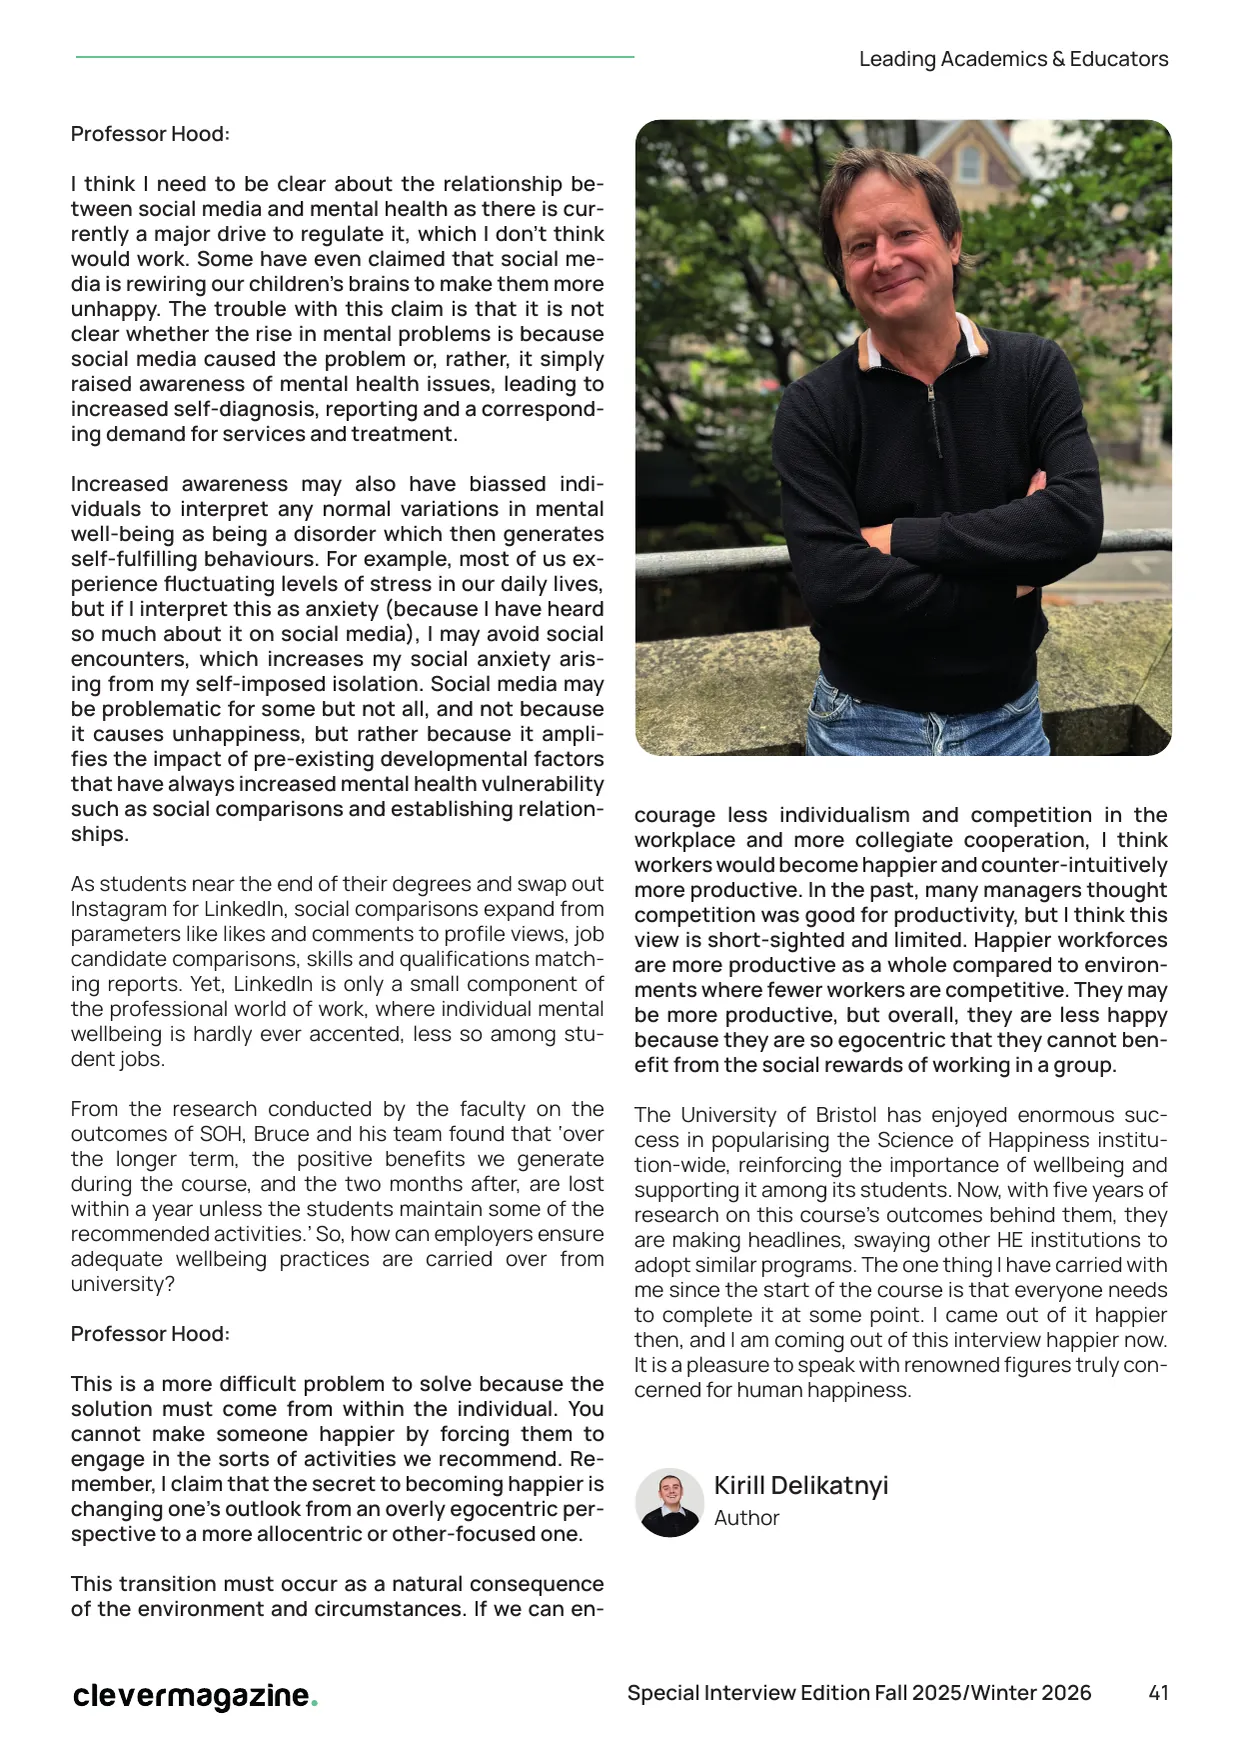 Leading Academics & Educators
Professor Hood:
I think I need to be clear about the relationship be-
tween social media and mental health as there is cur-
rently a major drive to regulate it, which I don't think
would work. Some have even claimed that social me-
dia is rewiring our children's brains to make them more
unhappy. The trouble with this claim is that it is not
clear whether the rise in mental problems is because
social media caused the problem or, rather, it simply
raised awareness of mental health issues, leading to
increased self-diagnosis, reporting and a correspond-
ing demand for services and treatment.
Increased awareness may also have biassed indi-
viduals to interpret any normal variations in mental
well-being as being a disorder which then generates
self-fulfilling behaviours. For example, most of us ex-
perience fluctuating levels of stress in our daily lives,
but if I interpret this as anxiety (because I have heard
so much about it on social media), I may avoid social
encounters, which increases my social anxiety aris-
ing from my self-imposed isolation. Social media may
be problematic for some but not all, and not because
it causes unhappiness, but rather because it ampli-
fies the impact of pre-existing developmental factors
that have always increased mental health vulnerability
such as social comparisons and establishing relation-
ships.
As students near the end of their degrees and swap out
Instagram for LinkedIn, social comparisons expand from
parameters like likes and comments to profile views, job
candidate comparisons, skills and qualifications match-
ing reports. Yet, LinkedIn is only a small component of
the professional world of work, where individual mental
wellbeing is hardly ever accented, less so among stu-
dent jobs.
From the research conducted by the faculty on the
outcomes of SOH, Bruce and his team found that 'over
the longer term, the positive benefits we generate
during the course, and the two months after, are lost
within a year unless the students maintain some of the
recommended activities.' So, how can employers ensure
adequate wellbeing practices are carried over from
university?
Professor Hood:
This is a more difficult problem to solve because the
solution must come from within the individual. You
cannot make someone happier by forcing them to
engage in the sorts of activities we recommend. Re-
member, I claim that the secret to becoming happier is
changing one's outlook from an overly egocentric per-
spective to a more allocentric or other-focused one.
This transition must occur as a natural consequence
of the environment and circumstances. If we can en-
courage less individualism and competition in the
workplace and more collegiate cooperation, I think
workers would become happier and counter-intuitively
more productive. In the past, many managers thought
competition was good for productivity, but I think this
view is short-sighted and limited. Happier workforces
are more productive as a whole compared to environ-
ments where fewer workers are competitive. They may
be more productive, but overall, they are less happy
because they are so egocentric that they cannot ben-
efit from the social rewards of working in a group.
The University of Bristol has enjoyed enormous suc-
cess in popularising the Science of Happiness institu-
tion-wide, reinforcing the importance of wellbeing and
supporting it among its students. Now, with five years of
research on this course's outcomes behind them, they
are making headlines, swaying other HE institutions to
adopt similar programs. The one thing I have carried with
me since the start of the course is that everyone needs
to complete it at some point. I came out of it happier
then, and I am coming out of this interview happier now.
It is a pleasure to speak with renowned figures truly con-
cerned for human happiness.
Kirill Delikatnyi
Author
clevermagazine.
Special Interview Edition Fall 2025/Winter 2026
41